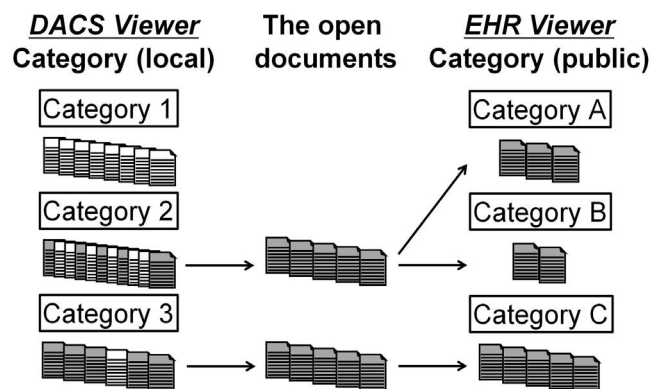 DACS Viewer
Category (local)
The open
documents
EHR Viewer
Category (public)
Category 1
Category A
Category 2
Category B
Category 3
Category C